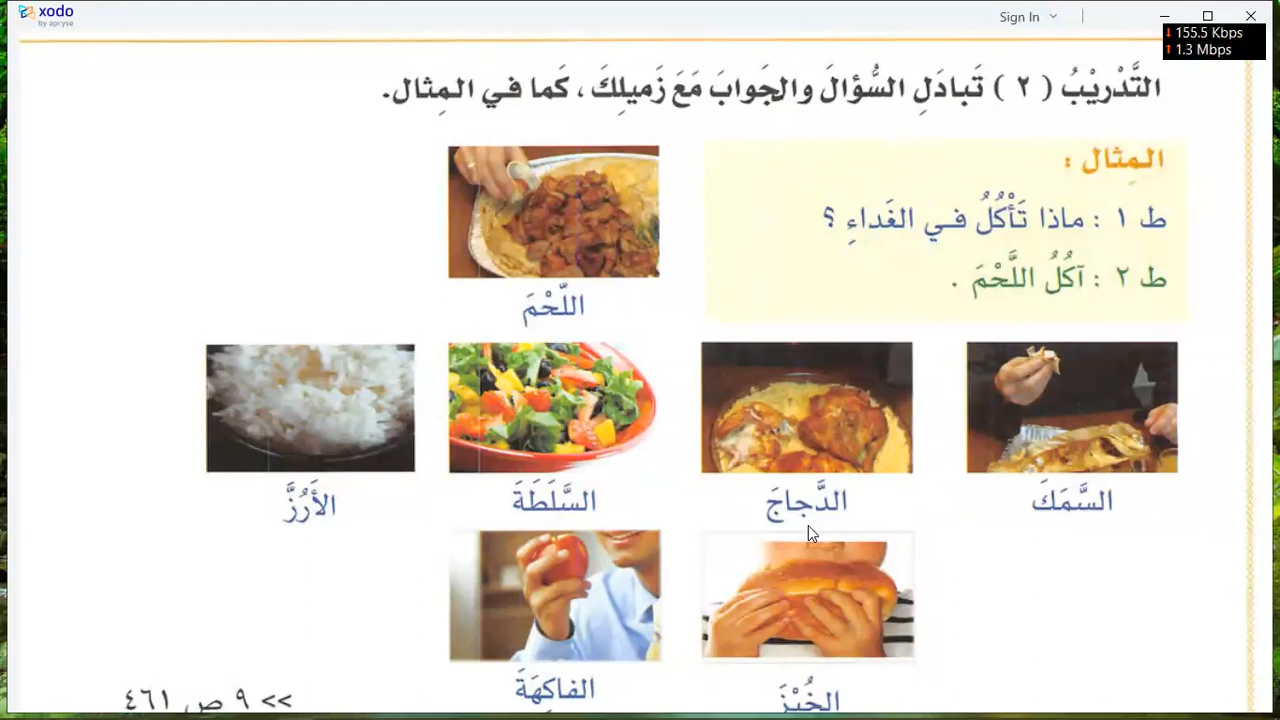 xodo
by apryse
Sign In
155.5 Kbps
1.3 Mbps
التَّدْرِيْبُ ( ٢ ) تَبادَلِ السُّؤالَ والجَوابَ مَعَ زَميلِكَ ، كَما في المِثال.
المِثال :
ط ١ : ماذا تَأْكُلُ في الغَداءِ ؟
ط ٢ : آكُلُ اللَّحْمَ .
اللَّحْمَ
السَّمَكَ
الدَّجاجَ
السَّلَطَةَ
الأَرُزَّ
الخُبْزَ
الفاكِهَةَ
>> ٩ ص ٤٦١